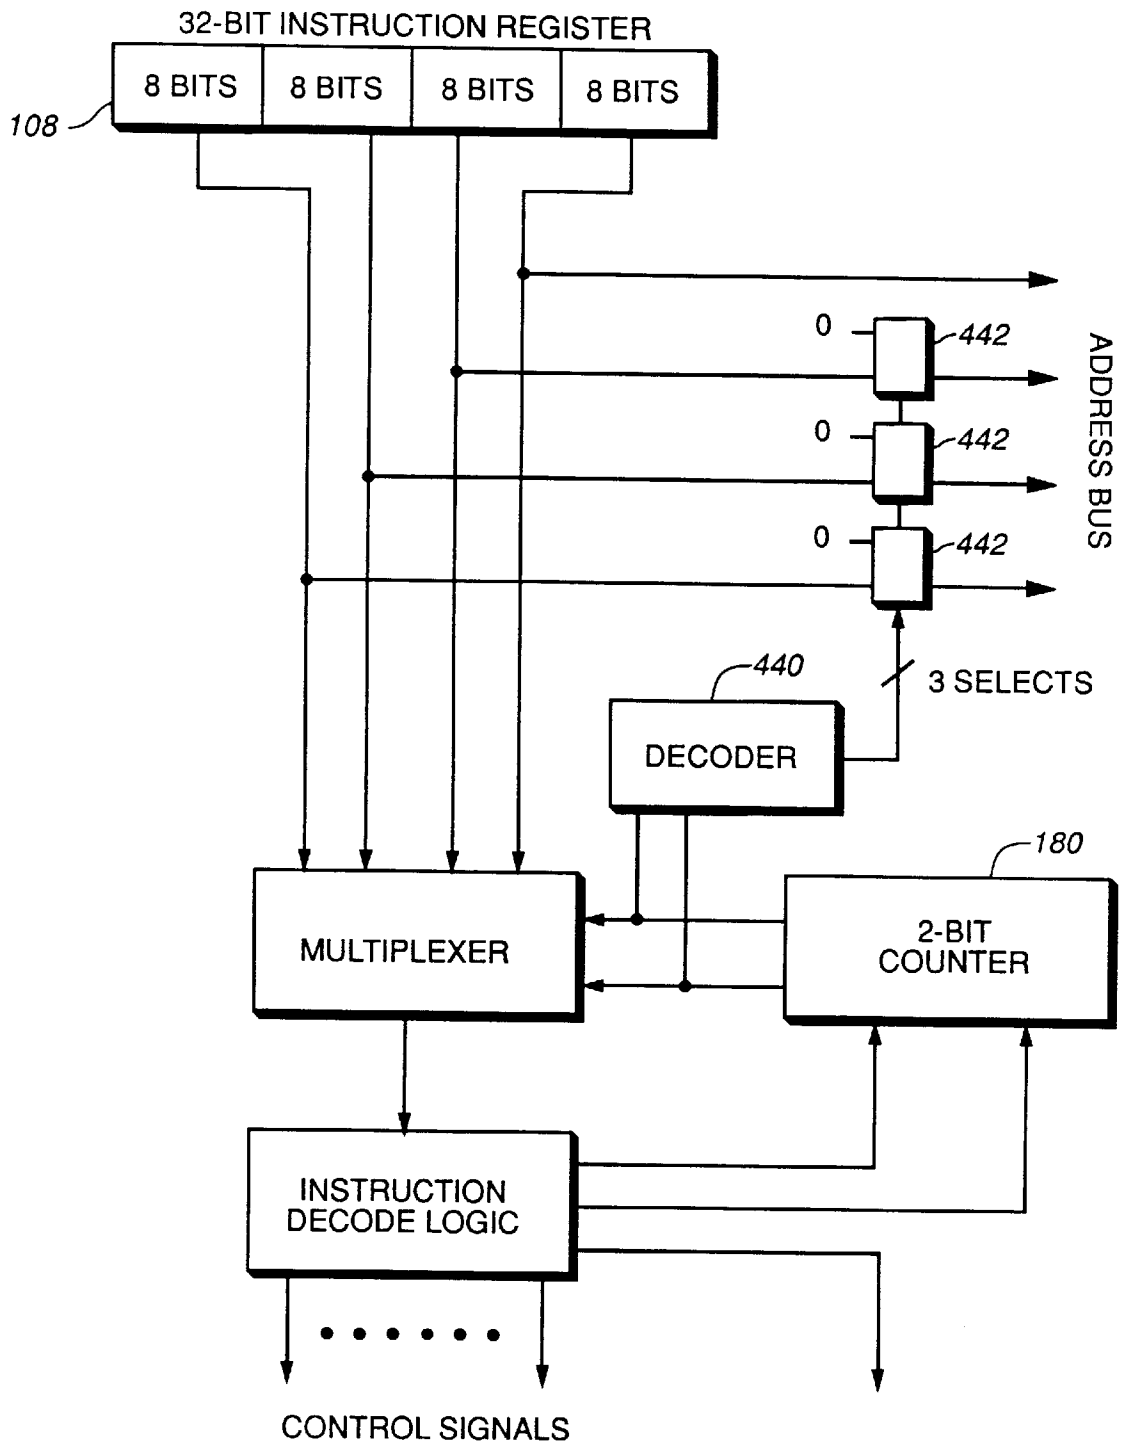 32-BIT INSTRUCTION REGISTER
8 BITS 8 BITS 8 BITS 8 BITS
108
0 442
0 442
0 442
ADDRESS BUS
3 SELECTS
440
DECODER
180
2-BIT
COUNTER
MULTIPLEXER
INSTRUCTION
DECODE LOGIC
CONTROL SIGNALS